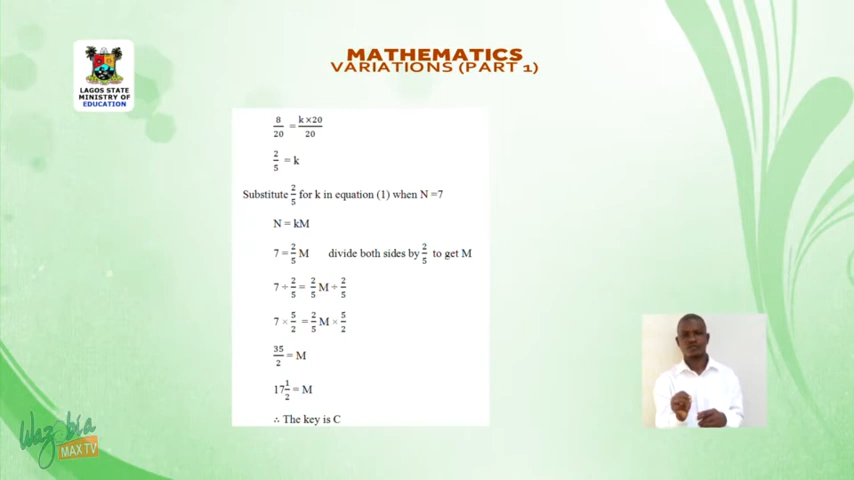 MATHEMATICS
VARIATIONS (PART 1)
LAGOS STATE
MINISTRY OF
EDUCATION
8/20 = k×20/20
2/5 = k
Substitute 2/5 for k in equation (1) when N =7
N = kM
7 = 2/5 M divide both sides by 2/5 to get M
7 ÷ 2/5 = 2/5 M ÷ 2/5
7 × 5/2 = 2/5 M × 5/2
35/2 = M
17 1/2 = M
∴ The key is C
Wazobia
MAX TV